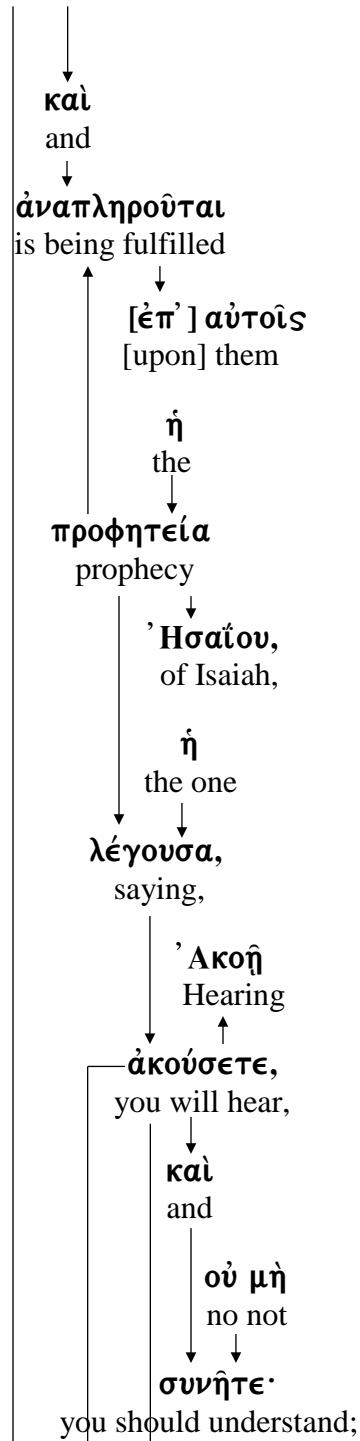 καὶ
and
ἀναπληροῦται
is being fulfilled
[ἐπ’ ] αὐτοῖς
[upon] them
ἡ
the
προφητεία
prophecy
’Ησαΐου,
of Isaiah,
ἡ
the one
λέγουσα,
saying,
’Ακοῇ
Hearing
ἀκούσετε,
you will hear,
καὶ
and
οὐ μὴ
no not
συνῆτε·
you should understand;